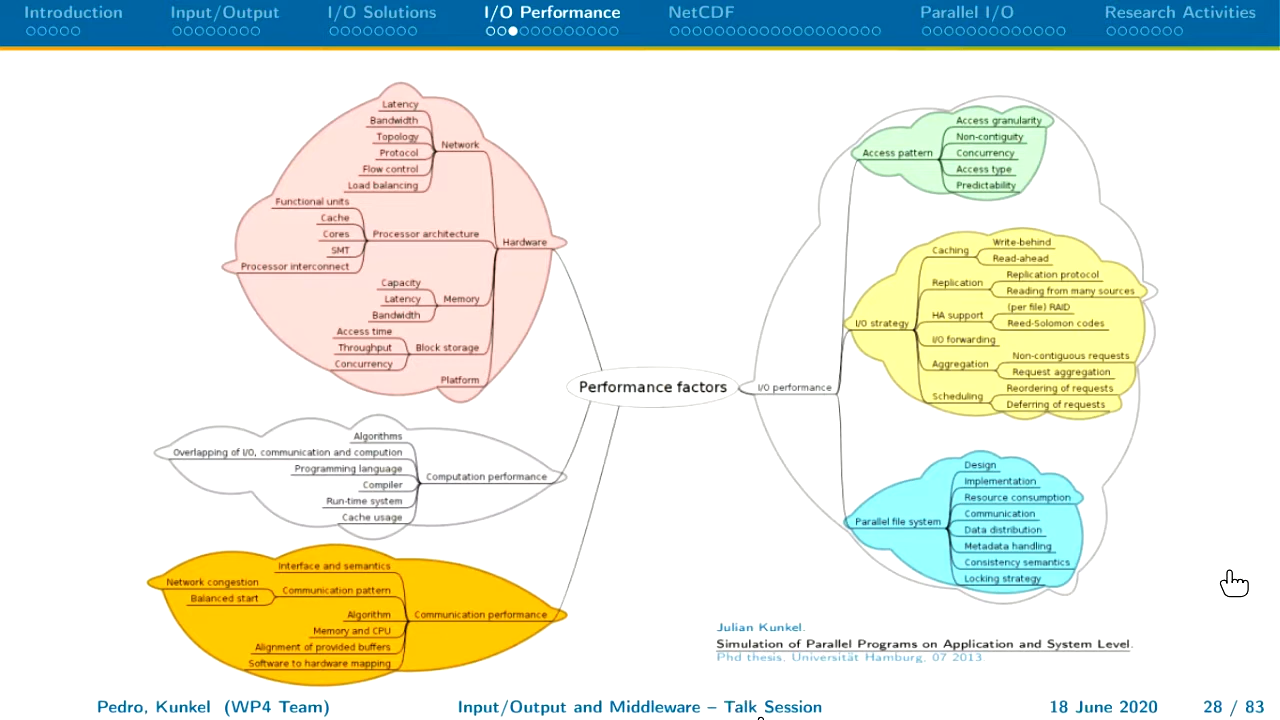 Introduction
Input/Output
I/O Solutions
I/O Performance
NetCDF
Parallel I/O
Research Activities
Latency
Bandwidth
Topology
Protocol
Flow control
Load balancing
Network
Functional units
Cache
Cores
SMT
Processor interconnect
Processor architecture
Hardware
Capacity
Latency
Bandwidth
Memory
Access time
Throughput
Concurrency
Block storage
Platform
Algorithms
Overlapping of I/O, communication and compution
Programming language
Compiler
Run-time system
Cache usage
Computation performance
Interface and semantics
Network congestion
Balanced start
Communication pattern
Algorithm
Memory and CPU
Alignment of provided buffers
Software to hardware mapping
Communication performance
Performance factors
I/O performance
Access pattern
Access granularity
Non-contiguity
Concurrency
Access type
Predictability
I/O strategy
Caching
Write-behind
Read-ahead
Replication
Replication protocol
Reading from many sources
HA support
(per file) RAID
Reed-Solomon codes
I/O forwarding
Aggregation
Non-contiguous requests
Request aggregation
Scheduling
Reordering of requests
Deferring of requests
Parallel file system
Design
Implementation
Resource consumption
Communication
Data distribution
Metadata handling
Consistency semantics
Locking strategy
Julian Kunkel.
Simulation of Parallel Programs on Application and System Level.
Phd thesis, Universität Hamburg, 07 2013.
Pedro, Kunkel (WP4 Team)
Input/Output and Middleware – Talk Session
18 June 2020
28 / 83